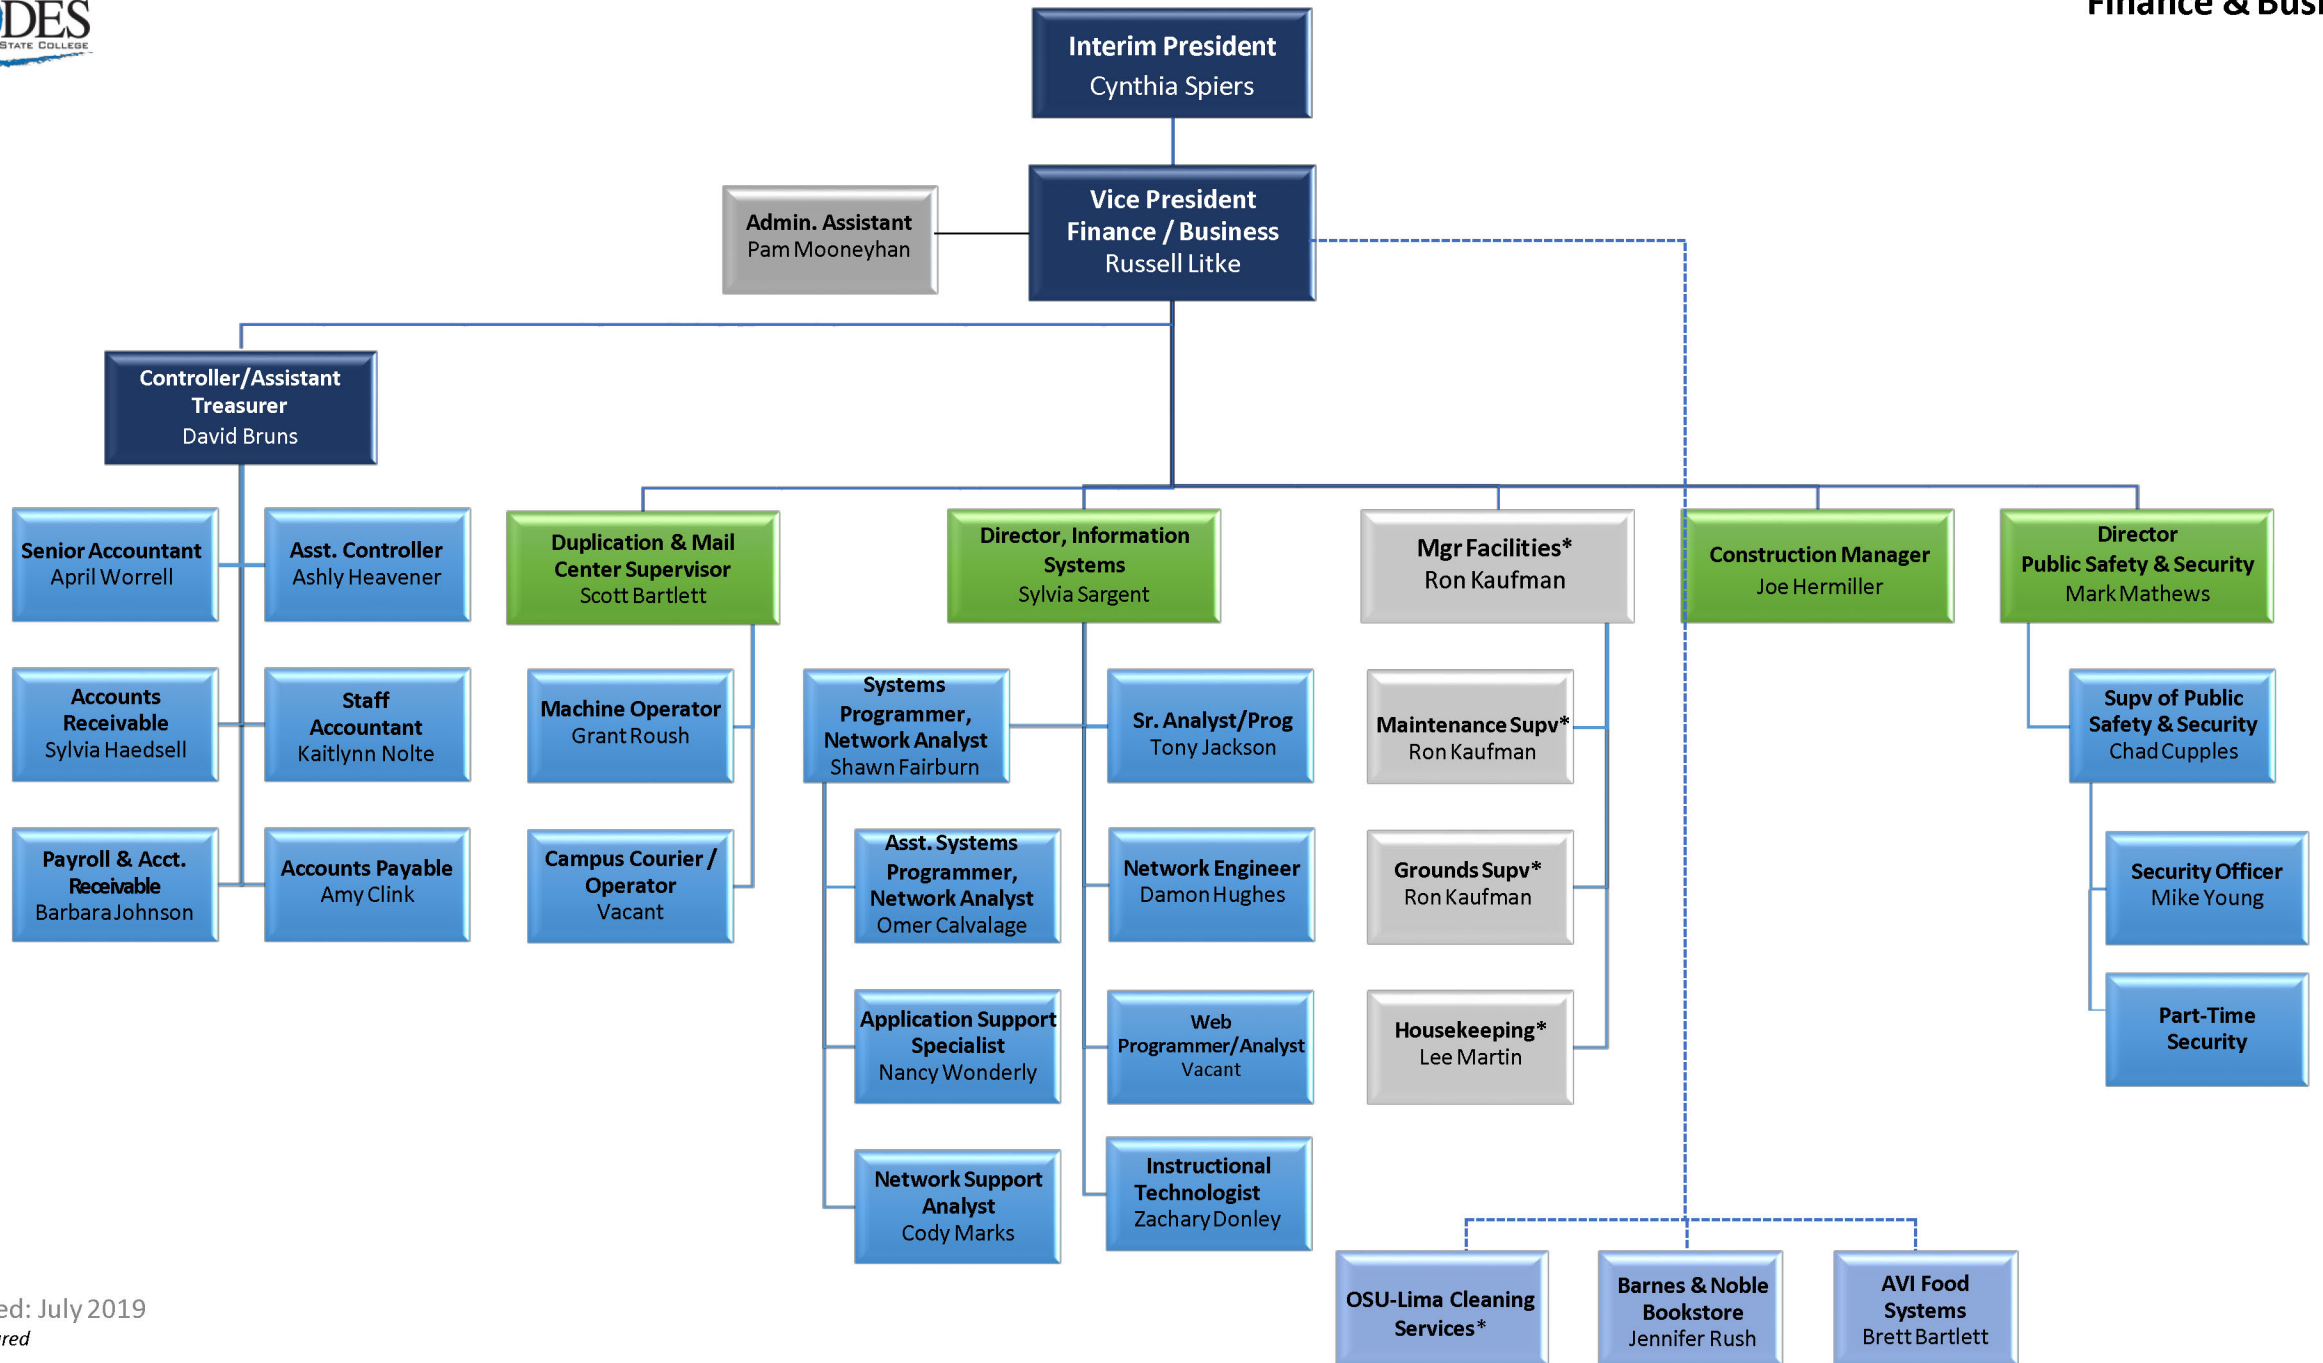 DES
STATE COLLEGE
Finance & Busi
Interim President
Cynthia Spiers
Vice President
Finance / Business
Russell Litke
Admin. Assistant
Pam Mooneyhan
Controller/Assistant
Treasurer
David Bruns
Senior Accountant
April Worrell
Asst. Controller
Ashly Heavener
Accounts
Receivable
Sylvia Haedsell
Staff
Accountant
Kaitlynn Nolte
Payroll & Acct.
Receivable
Barbara Johnson
Accounts Payable
Amy Clink
Duplication & Mail
Center Supervisor
Scott Bartlett
Machine Operator
Grant Roush
Campus Courier /
Operator
Vacant
Director, Information
Systems
Sylvia Sargent
Systems
Programmer,
Network Analyst
Shawn Fairburn
Sr. Analyst/Prog
Tony Jackson
Asst. Systems
Programmer,
Network Analyst
Omer Calvalage
Network Engineer
Damon Hughes
Application Support
Specialist
Nancy Wonderly
Web
Programmer/Analyst
Vacant
Network Support
Analyst
Cody Marks
Instructional
Technologist
Zachary Donley
Mgr Facilities*
Ron Kaufman
Maintenance Supv*
Ron Kaufman
Grounds Supv*
Ron Kaufman
Housekeeping*
Lee Martin
Construction Manager
Joe Hermiller
Director
Public Safety & Security
Mark Mathews
Supv of Public
Safety & Security
Chad Cupples
Security Officer
Mike Young
Part-Time
Security
OSU-Lima Cleaning
Services*
Barnes & Noble
Bookstore
Jennifer Rush
AVI Food
Systems
Brett Bartlett
ed: July 2019
red